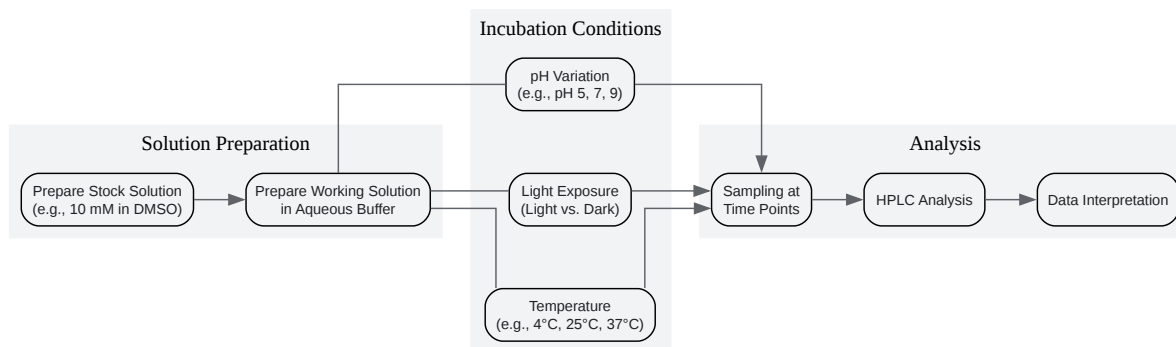 Incubation Conditions
pH Variation
(e.g., pH 5, 7, 9)
Solution Preparation
Analysis
Prepare Stock Solution
(e.g., 10 mM in DMSO)
Prepare Working Solution
in Aqueous Buffer
Light Exposure
(Light vs. Dark)
Sampling at
Time Points
HPLC Analysis
Data Interpretation
Temperature
(e.g., 4°C, 25°C, 37°C)